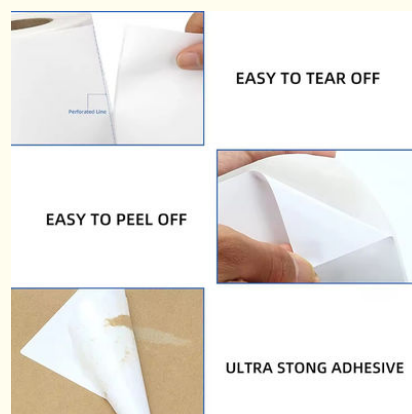 EASY TO TEAR OFF
Perforated Line
EASY TO PEEL OFF
ULTRA STONG ADHESIVE